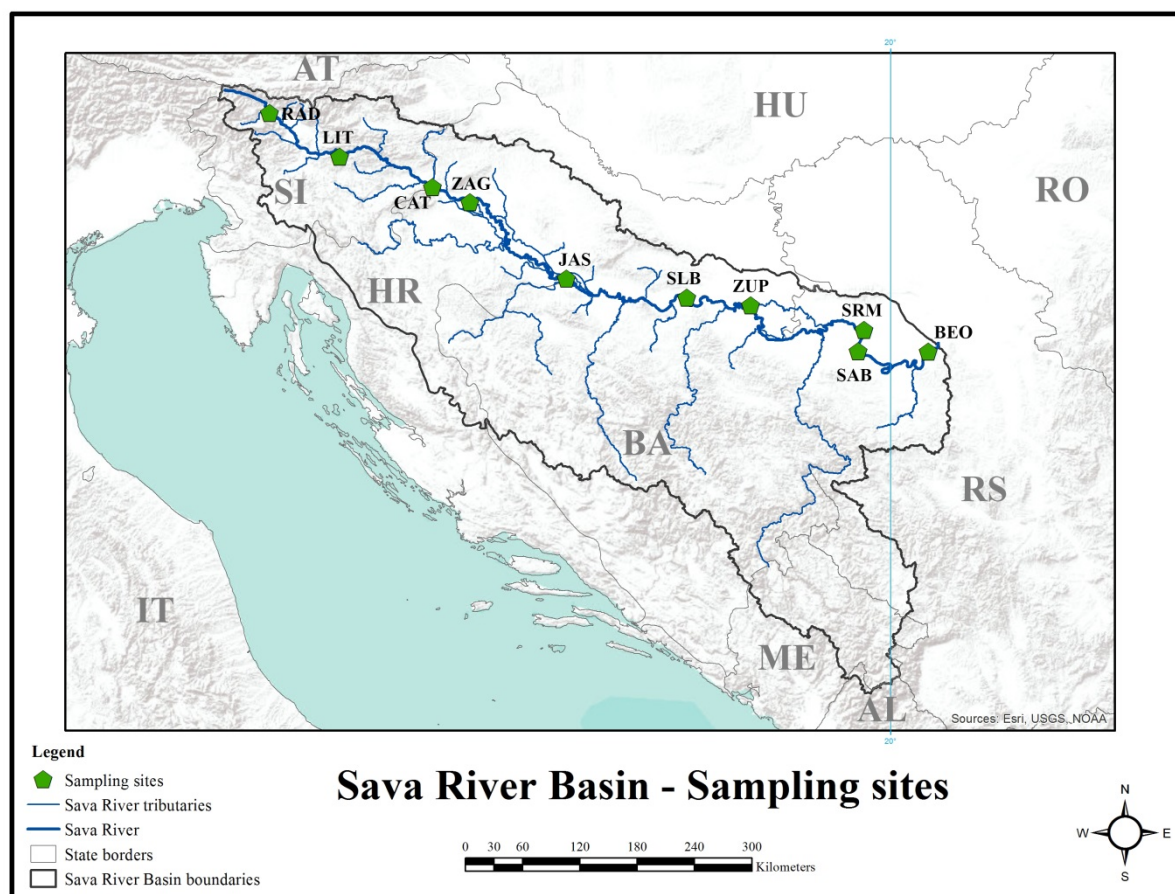 20°
AT
HU
RAD
LIT
RO
SI
CAT
ZAG
JAS
HR
SLB
ZUP
SRM
BEO
SAB
BA
RS
IT
ME
AL
Sources: Esri, USGS, NOAA
20°
Legend
Sampling sites
Sava River tributaries
Sava River
State borders
Sava River Basin boundaries
Sava River Basin - Sampling sites
0 30 60 120 180 240 300
Kilometers
N
W E
S